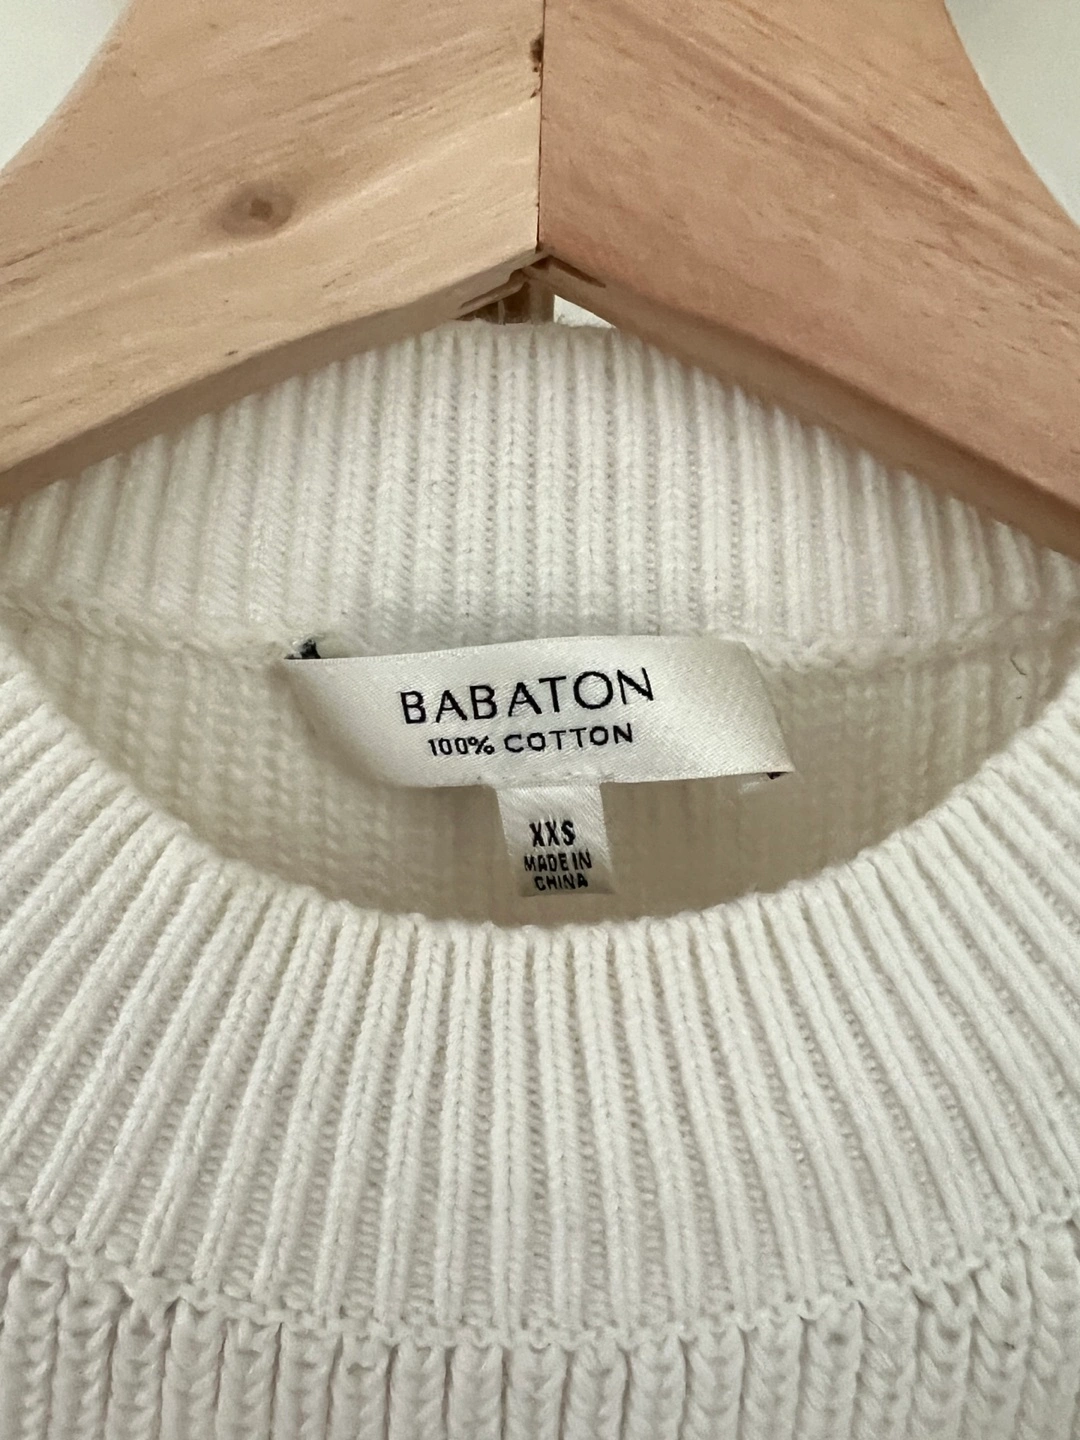 BABATON
100% COTTON
XXS
MADE IN
CHINA